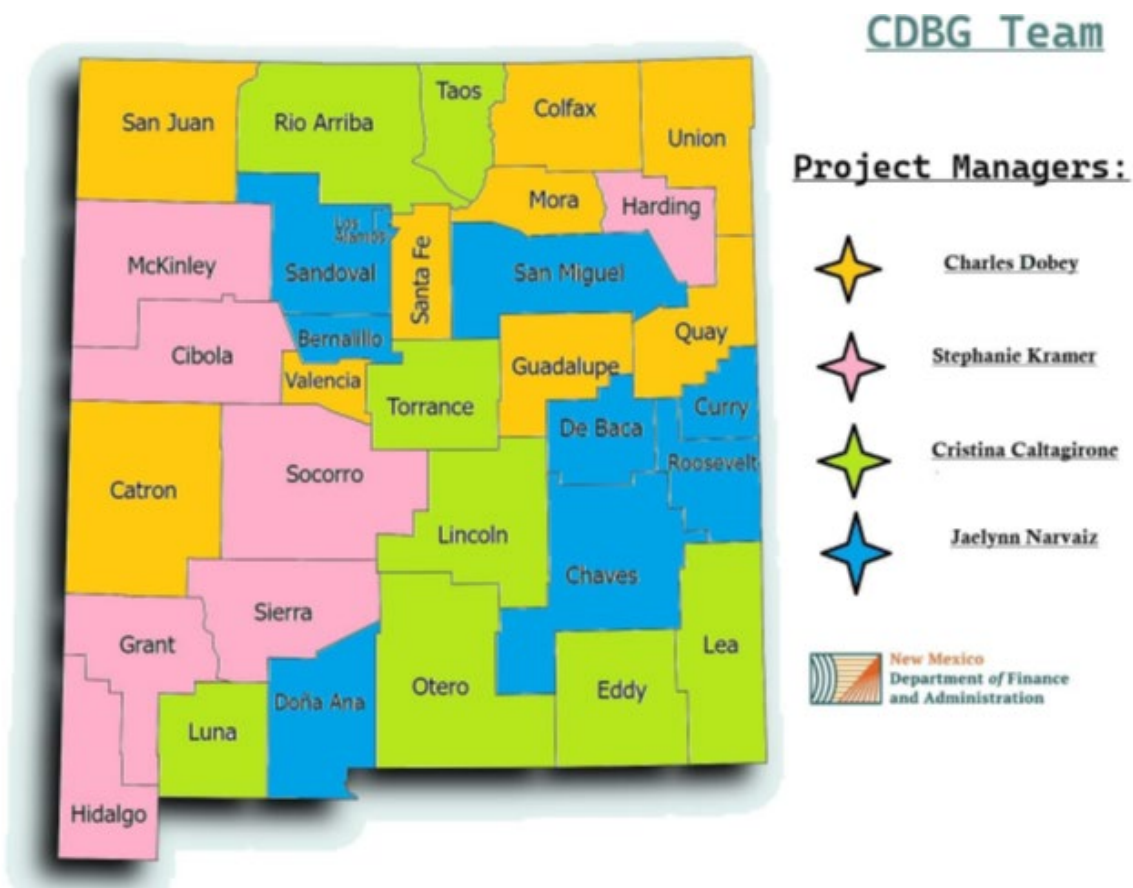 CDBG Team
Project Managers:
Charles Dobey
Stephanie Kramer
Cristina Caltagirone
Jaelynn Narvaiz
New Mexico
Department of Finance
and Administration
San Juan
Rio Arriba
Taos
Colfax
Union
Mora
Harding
McKinley
Los
Alamos
Sandoval
Santa Fe
San Miguel
Bernalillo
Cibola
Valencia
Torrance
Guadalupe
Quay
Curry
De Baca
Roosevelt
Catron
Socorro
Lincoln
Chaves
Sierra
Grant
Doña Ana
Otero
Eddy
Lea
Luna
Hidalgo